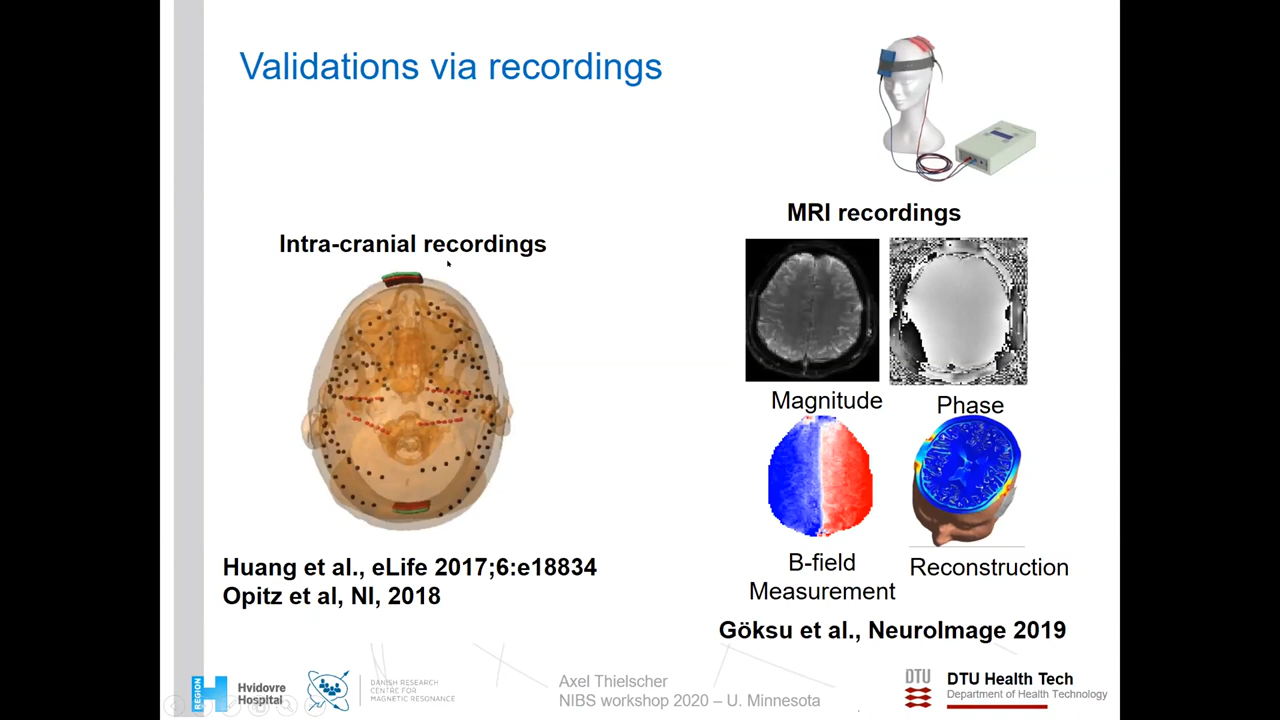 Validations via recordings
MRI recordings
Intra-cranial recordings
Magnitude
Phase
B-field
Measurement
Reconstruction
Huang et al., eLife 2017;6:e18834
Opitz et al, NI, 2018
Göksu et al., NeuroImage 2019
REGION
H
Hvidovre
Hospital
DANISH RESEARCH
CENTRE FOR
MAGNETIC RESONANCE
Axel Thielscher
NIBS workshop 2020 – U. Minnesota
DTU
DTU Health Tech
Department of Health Technology